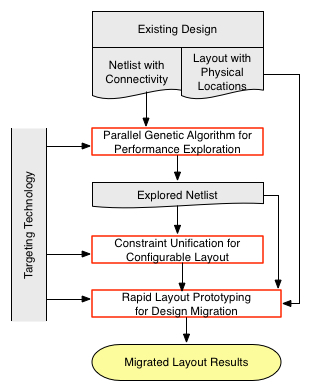 Existing Design
Netlist with
Connectivity
Layout with
Physical
Locations
Parallel Genetic Algorithm for
Performance Exploration
Targeting Technology
Explored Netlist
Constraint Unification for
Configurable Layout
Rapid Layout Prototyping
for Design Migration
Migrated Layout Results